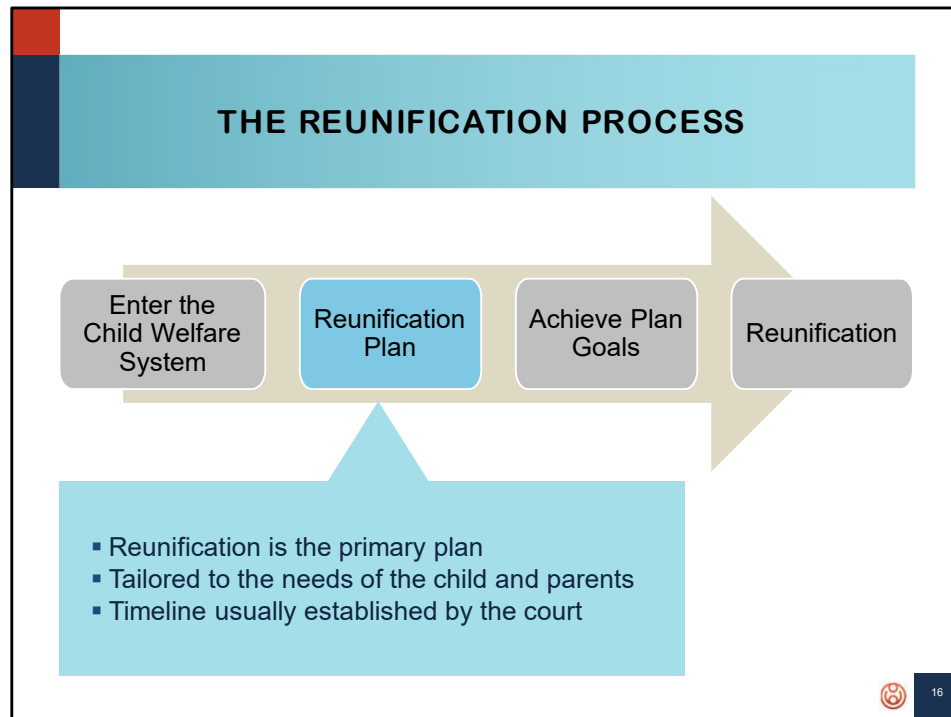 THE REUNIFICATION PROCESS
Enter the
Child Welfare
System
Reunification
Plan
Achieve Plan
Goals
Reunification
▪ Reunification is the primary plan
▪ Tailored to the needs of the child and parents
▪ Timeline usually established by the court
16